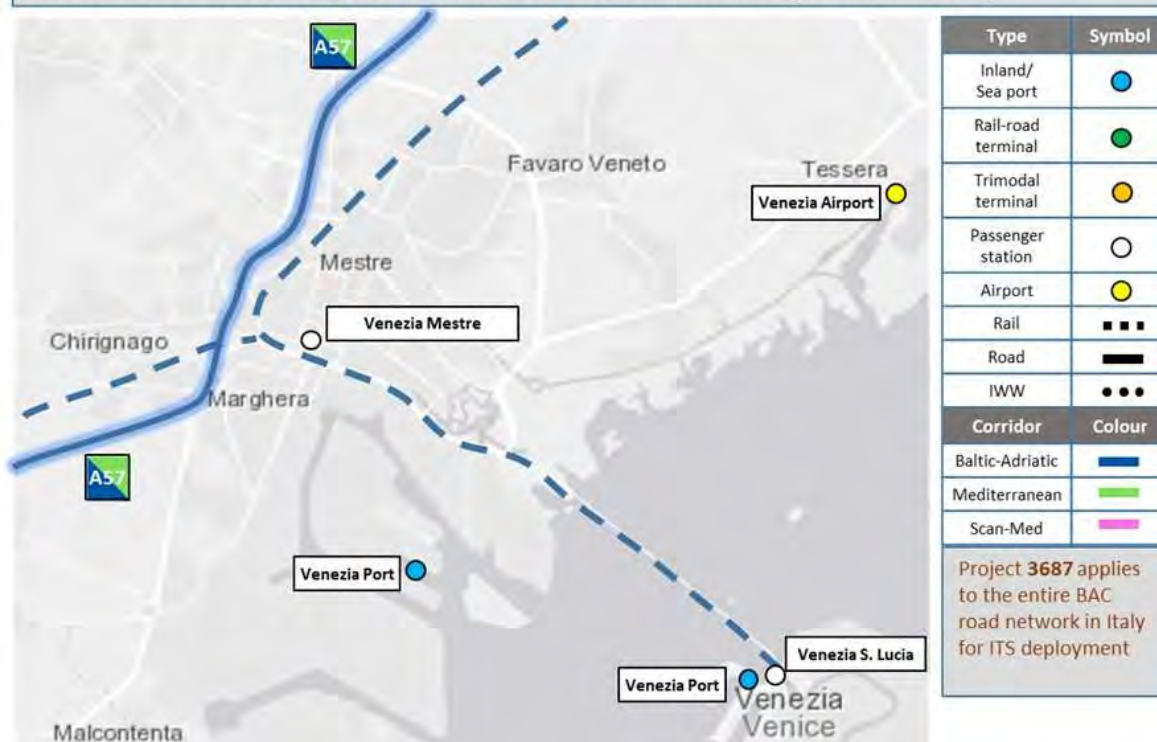 A57
Favaro Veneto
Tessera
Venezia Airport
Mestre
Venezia Mestre
Chirignago
Marghera
A57
Venezia Port
Venezia S. Lucia
Venezia Port
Venezia
Venice
Malcontenta
Type Symbol
Inland/
Sea port
Rail-road
terminal
Trimodal
terminal
Passenger
station
Airport
Rail
Road
IWW
Corridor Colour
Baltic-Adriatic
Mediterranean
Scan-Med
Project 3687 applies
to the entire BAC
road network in Italy
for ITS deployment